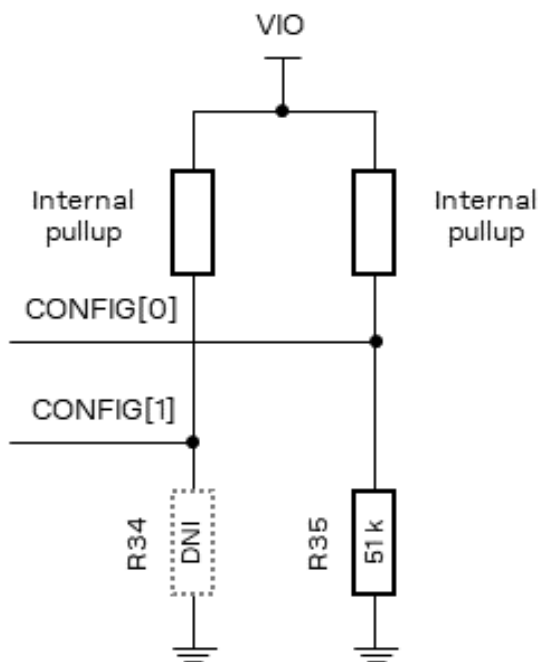 VIO
Internal
pullup
Internal
pullup
CONFIG[0]
CONFIG[1]
R34
DNI
R35
51 k